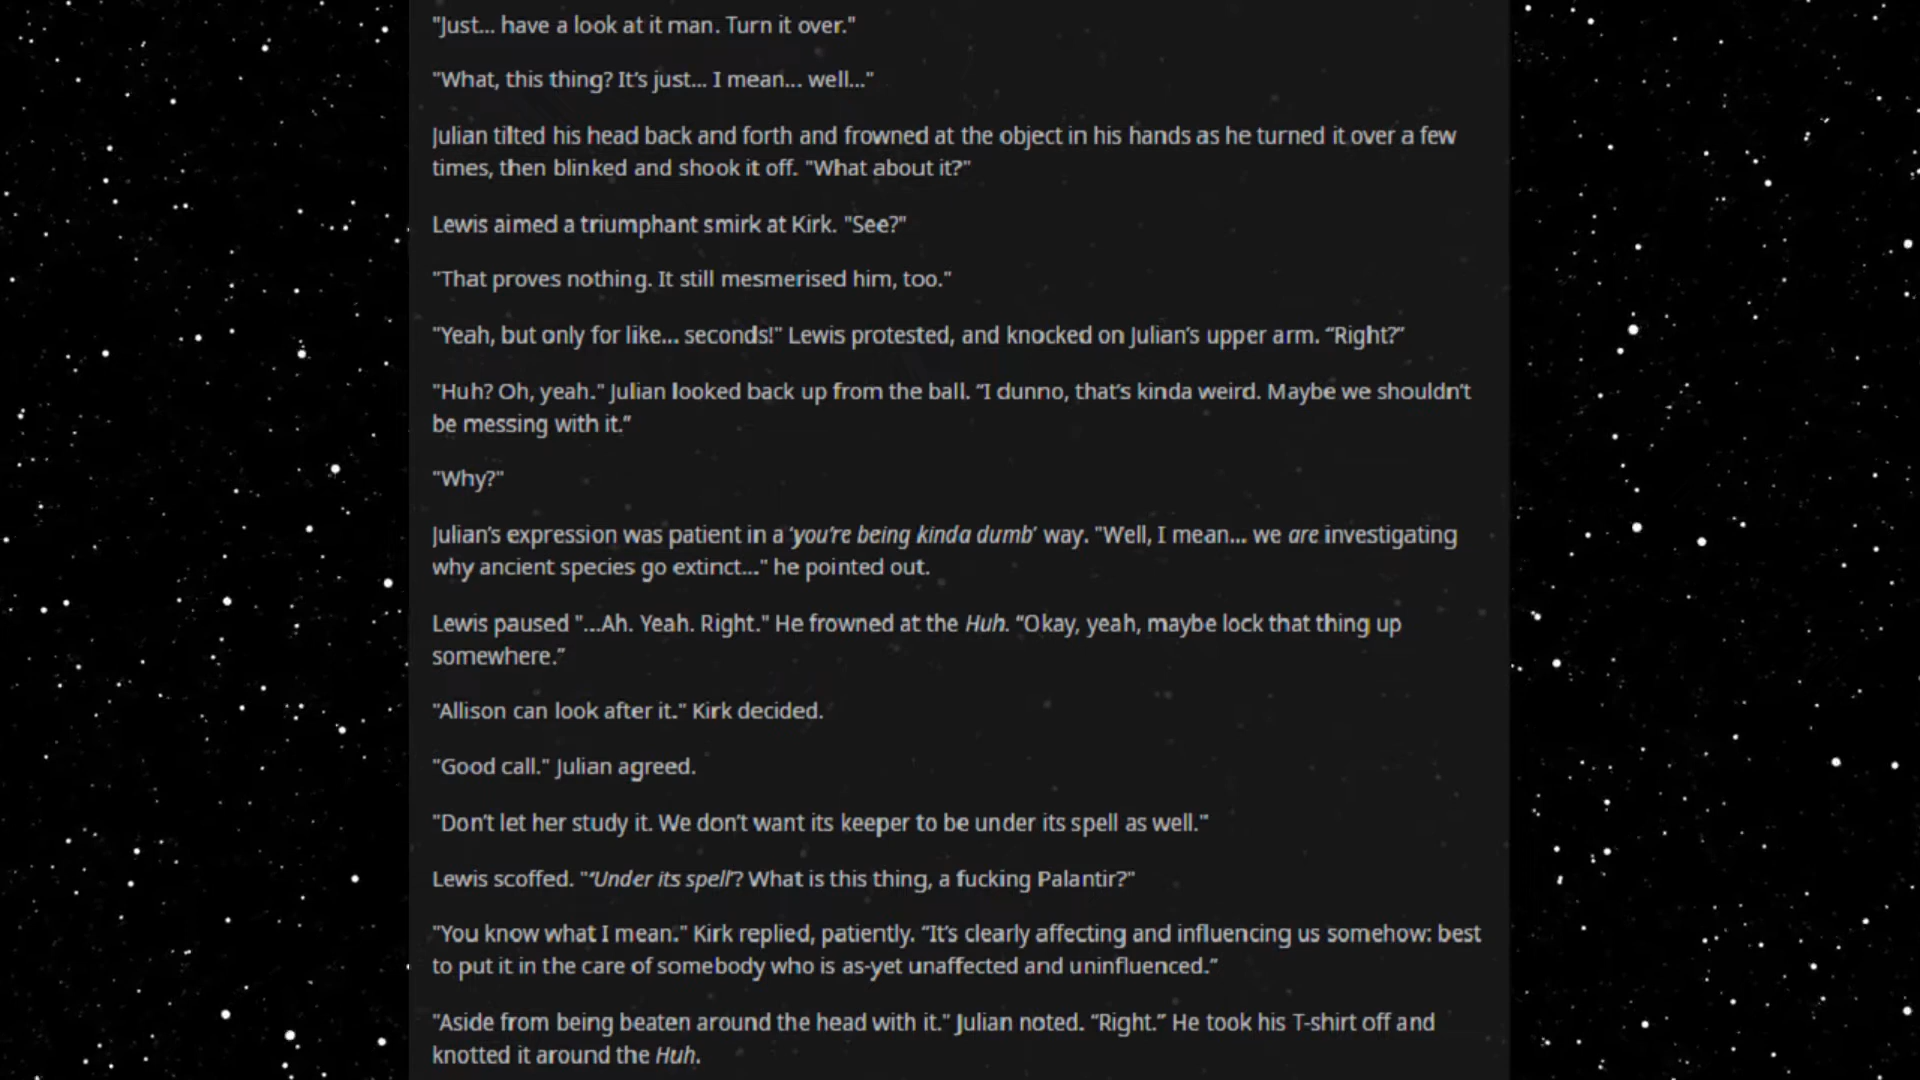 "Just... have a look at it man. Turn it over."
"What, this thing? It’s just... I mean... well..."
Julian tilted his head back and forth and frowned at the object in his hands as he turned it over a few
times, then blinked and shook it off. "What about it?"
Lewis aimed a triumphant smirk at Kirk. "See?"
"That proves nothing. It still mesmerised him, too."
"Yeah, but only for like... seconds!" Lewis protested, and knocked on Julian’s upper arm. “Right?”
"Huh? Oh, yeah." Julian looked back up from the ball. “I dunno, that’s kinda weird. Maybe we shouldn’t
be messing with it.”
"Why?"
Julian’s expression was patient in a ‘you’re being kinda dumb’ way. "Well, I mean... we are investigating
why ancient species go extinct..." he pointed out.
Lewis paused "...Ah. Yeah. Right." He frowned at the Huh. “Okay, yeah, maybe lock that thing up
somewhere.”
"Allison can look after it." Kirk decided.
"Good call." Julian agreed.
"Don’t let her study it. We don’t want its keeper to be under its spell as well."
Lewis scoffed. "‘Under its spell’? What is this thing, a fucking Palantir?"
"You know what I mean." Kirk replied, patiently. “It’s clearly affecting and influencing us somehow: best
to put it in the care of somebody who is as-yet unaffected and uninfluenced.”
"Aside from being beaten around the head with it." Julian noted. “Right.” He took his T-shirt off and
knotted it around the Huh.